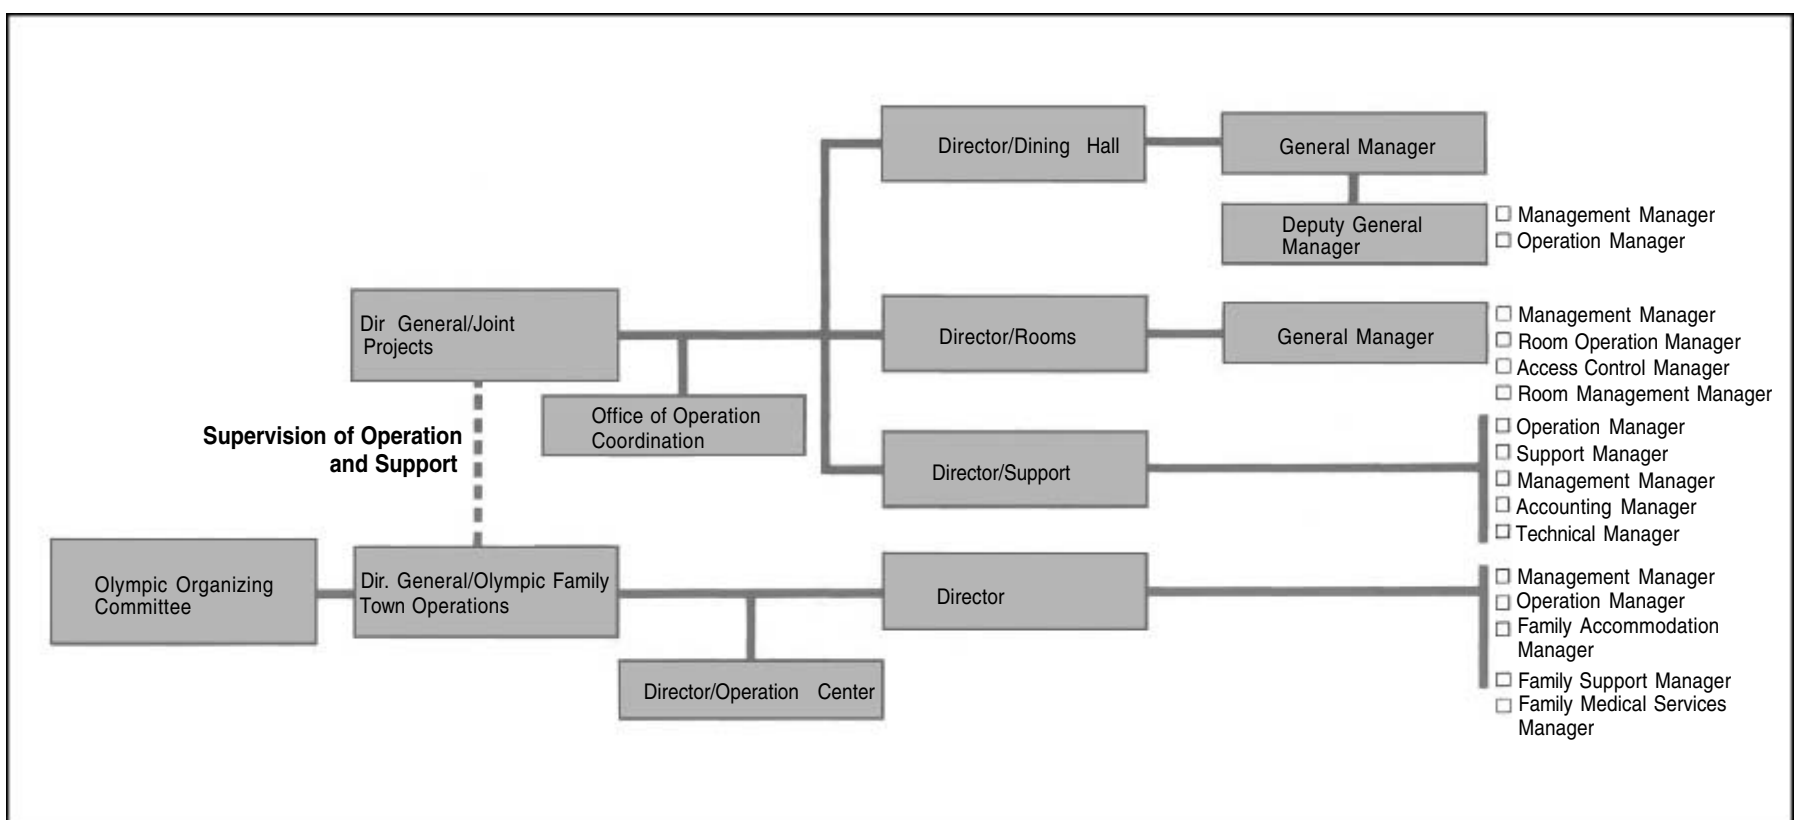 Director/Dining Hall
General Manager
Deputy General
Manager
Management Manager
Operation Manager
Dir General/Joint
Projects
Director/Rooms
General Manager
Management Manager
Room Operation Manager
Access Control Manager
Room Management Manager
Office of Operation
Coordination
Supervision of Operation
and Support
Director/Support
Operation Manager
Support Manager
Management Manager
Accounting Manager
Technical Manager
Olympic Organizing
Committee
Dir. General/Olympic Family
Town Operations
Director
Management Manager
Operation Manager
Family Accommodation
Manager
Family Support Manager
Family Medical Services
Manager
Director/Operation Center